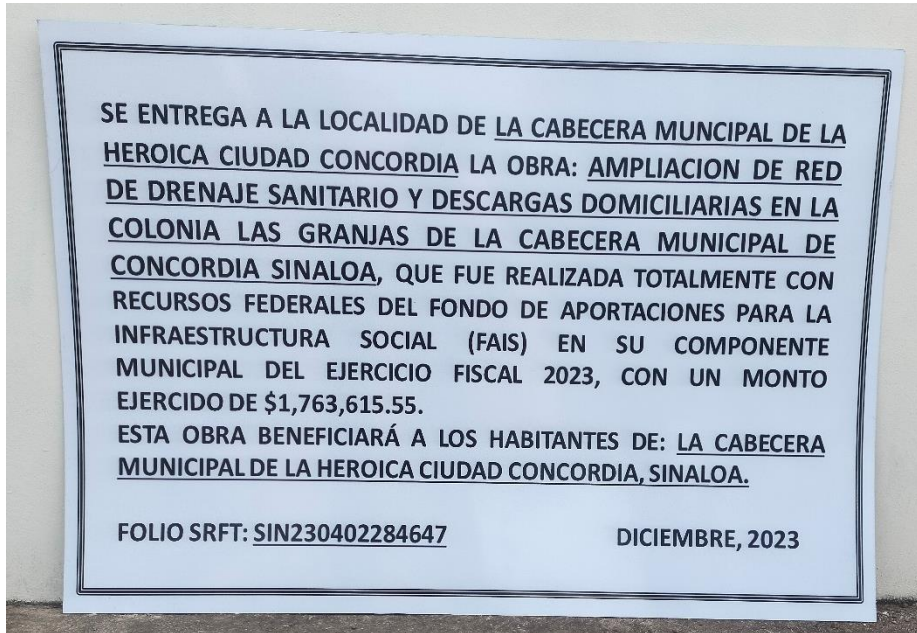 SE ENTREGA A LA LOCALIDAD DE LA CABECERA MUNCIPAL DE LA
HEROICA CIUDAD CONCORDIA LA OBRA: AMPLIACION DE RED
DE DRENAJE SANITARIO Y DESCARGAS DOMICILIARIAS EN LA
COLONIA LAS GRANJAS DE LA CABECERA MUNICIPAL DE
CONCORDIA SINALOA, QUE FUE REALIZADA TOTALMENTE CON
RECURSOS FEDERALES DEL FONDO DE APORTACIONES PARA LA
INFRAESTRUCTURA SOCIAL (FAIS) EN SU COMPONENTE
MUNICIPAL DEL EJERCICIO FISCAL 2023, CON UN MONTO
EJERCIDO DE $1,763,615.55.
ESTA OBRA BENEFICIARÁ A LOS HABITANTES DE: LA CABECERA
MUNICIPAL DE LA HEROICA CIUDAD CONCORDIA, SINALOA.
FOLIO SRFT: SIN230402284647 DICIEMBRE, 2023